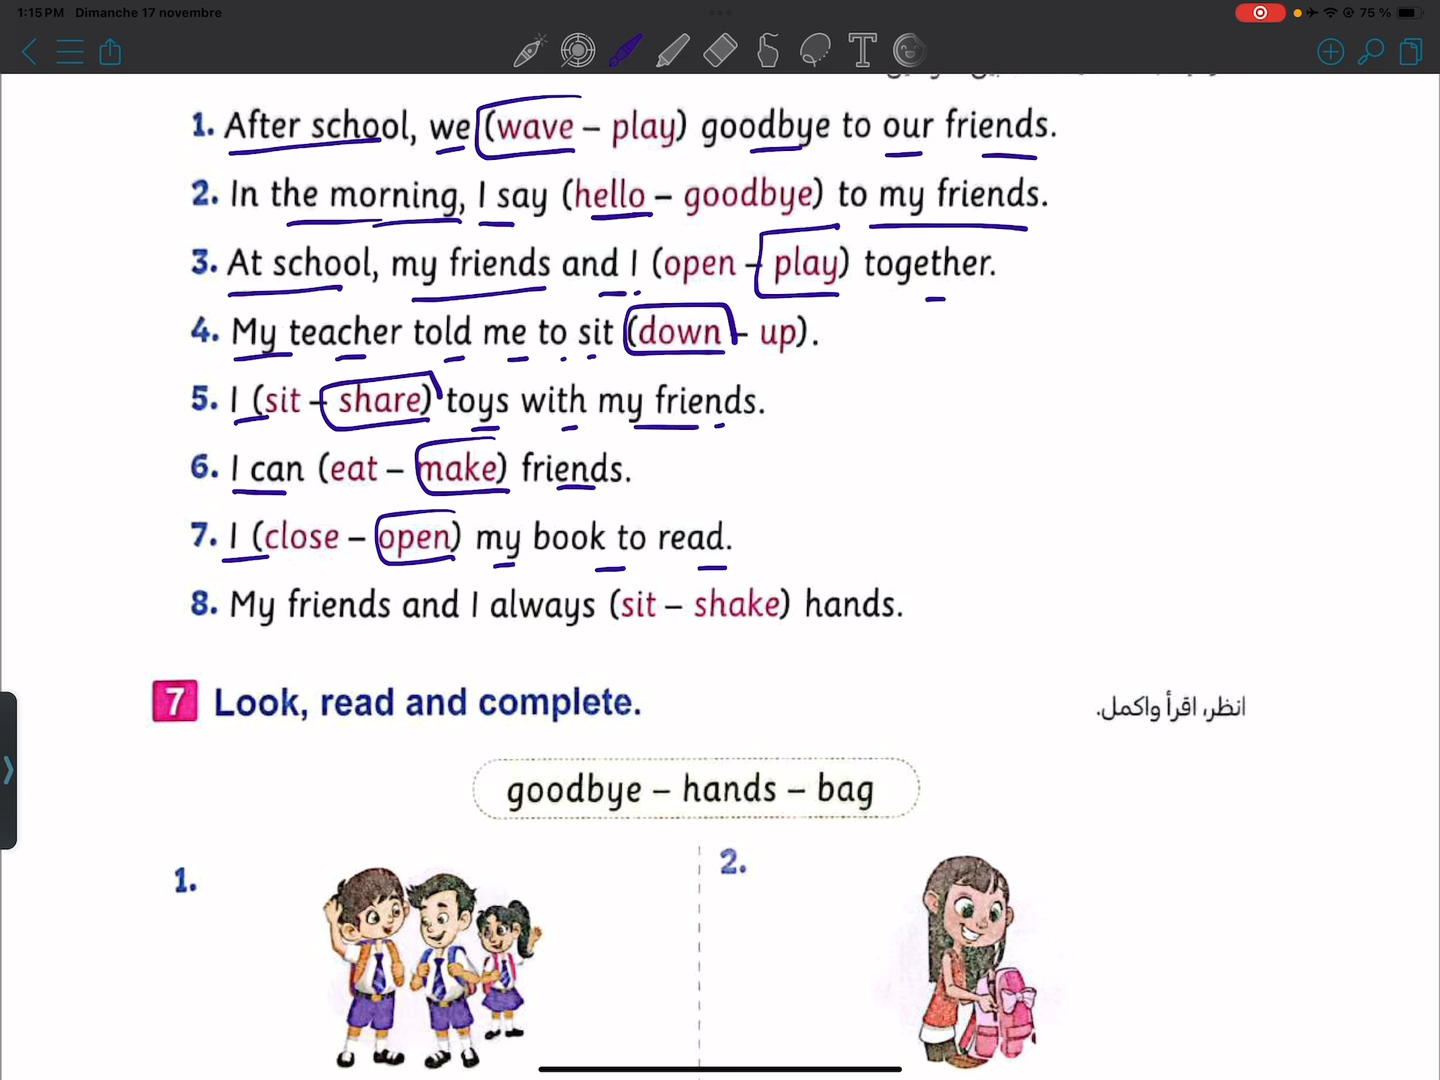 1:15 PM Dimanche 17 novembre
75 %
1. After school, we (wave – play) goodbye to our friends.
2. In the morning, I say (hello – goodbye) to my friends.
3. At school, my friends and I (open – play) together.
4. My teacher told me to sit (down – up).
5. I (sit – share) toys with my friends.
6. I can (eat – make) friends.
7. I (close – open) my book to read.
8. My friends and I always (sit – shake) hands.
7 Look, read and complete.
انظر، اقرأ واكمل.
goodbye – hands – bag
1.
2.